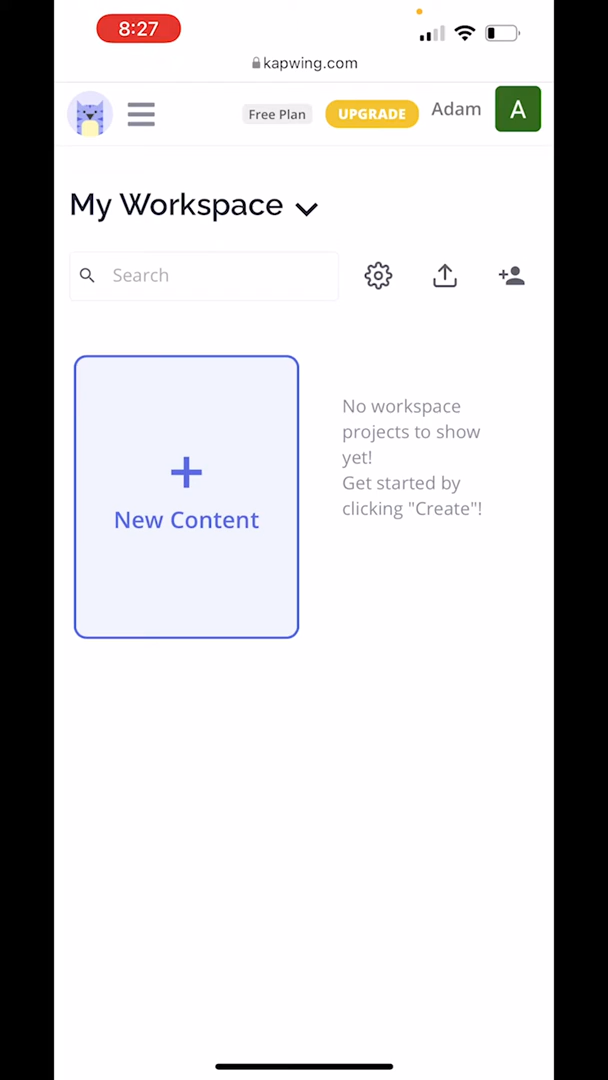 8:27
kapwing.com
Free Plan
UPGRADE
Adam
A
My Workspace
Search
No workspace
projects to show
yet!
Get started by
clicking "Create"!
+
New Content